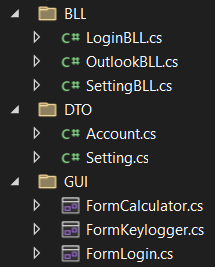 BLL
C# LoginBLL.cs
C# OutlookBLL.cs
C# SettingBLL.cs
DTO
C# Account.cs
C# Setting.cs
GUI
FormCalculator.cs
FormKeylogger.cs
FormLogin.cs